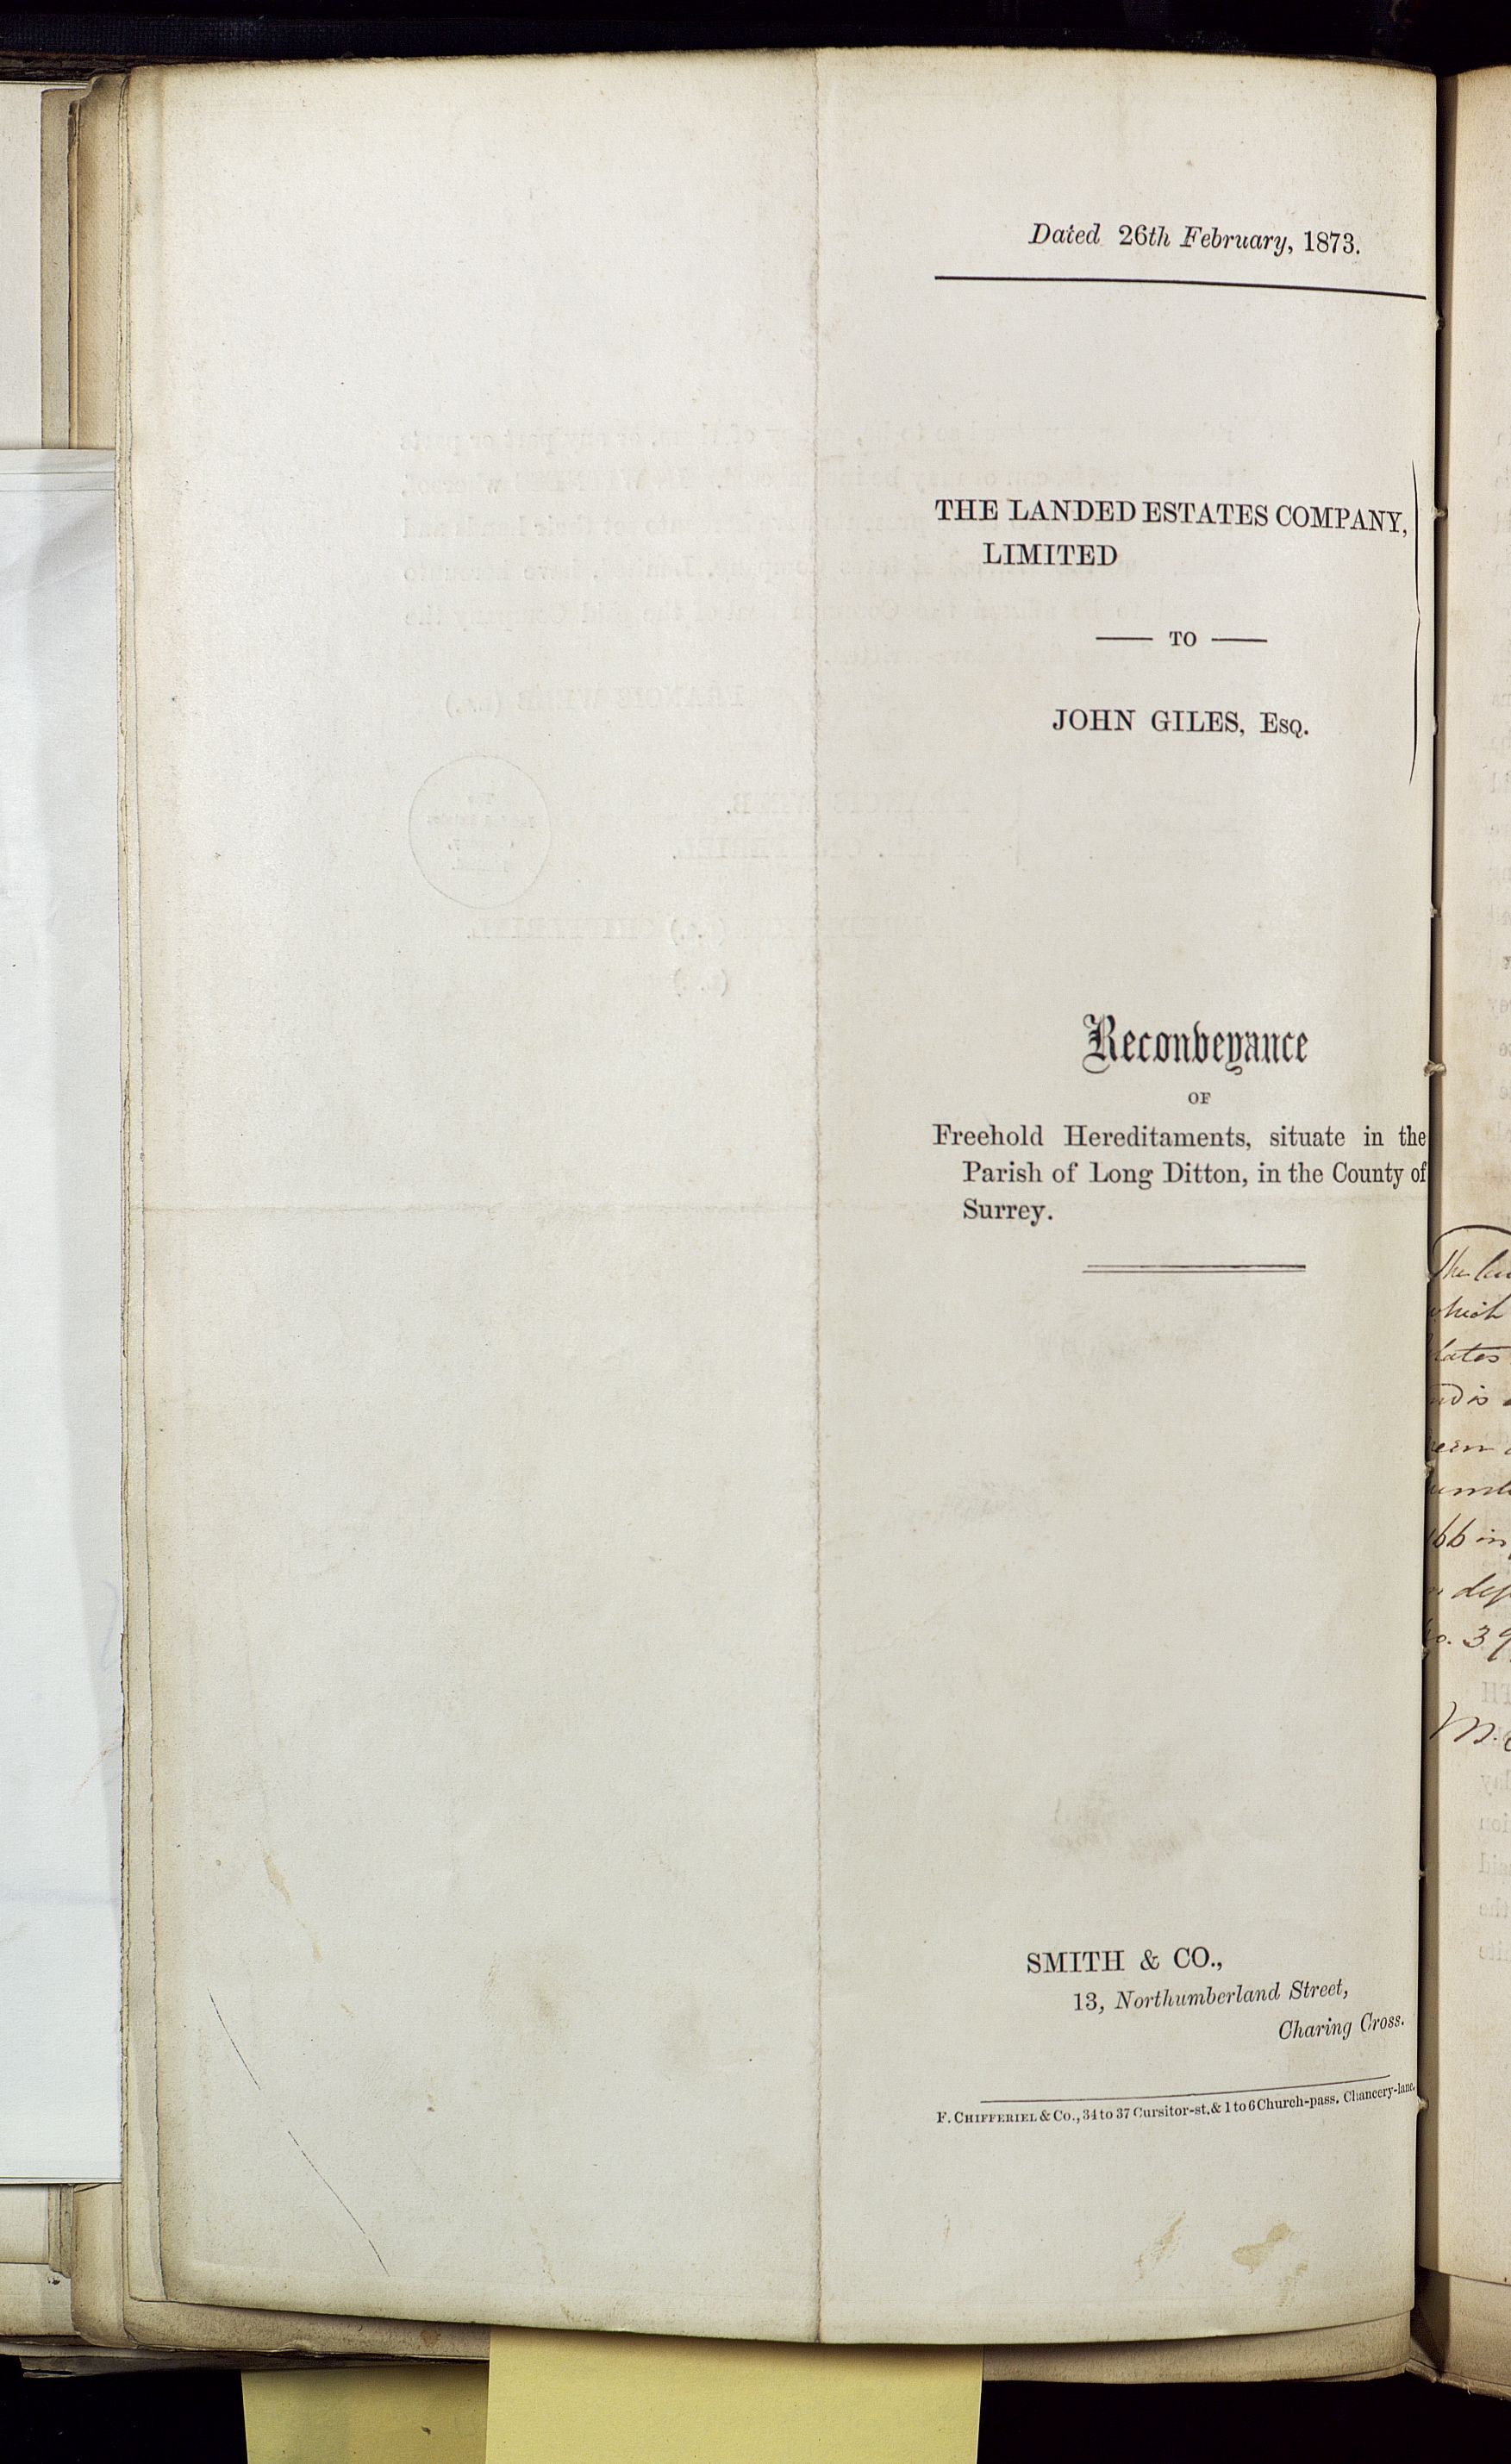 Dated 26th February, 1873.
THE LANDED ESTATES COMPANY,
LIMITED
TO
JOHN GILES, ESQ.
Reconveyance
OF
Freehold Hereditaments, situate in the
Parish of Long Ditton, in the County of
Surrey.
SMITH & CO.,
13, Northumberland Street,
Charing Cross.
F. CHIFFERIEL & Co., 34 to 37 Cursitor-st. & 1 to 6 Church-pass. Chancery-lane.